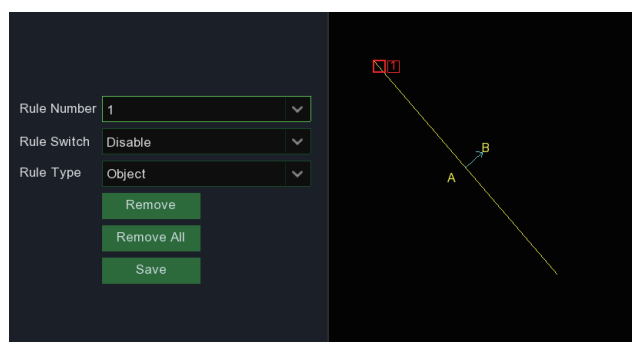 Rule Number 1
Rule Switch Disable
Rule Type Object
Remove
Remove All
Save
1
B
A